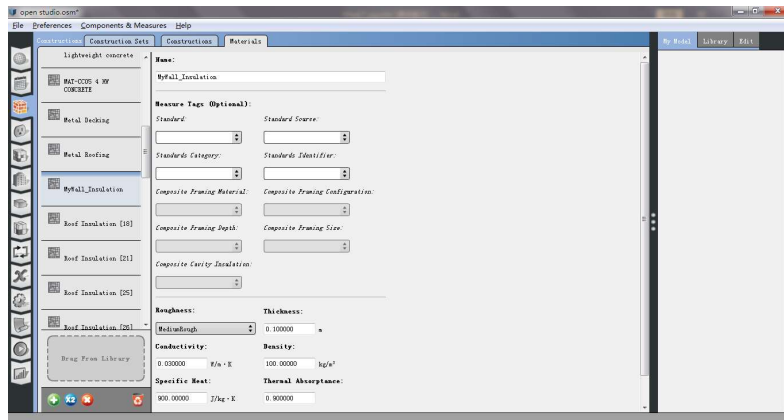 open studio.osm*
File Preferences Components & Measures Help
Constructions Construction Sets Constructions Materials
My Model Library Edit
lightweight concrete
MAT-CC05 4 HW
CONCRETE
Metal Decking
Metal Roofing
MyWall_Insulation
Roof Insulation [18]
Roof Insulation [21]
Roof Insulation [25]
Roof Insulation [26]
Drag From Library
x2
Name:
MyWall_Insulation
Measure Tags (Optional):
Standard: Standard Source:
Standards Category: Standards Identifier:
Composite Framing Material: Composite Framing Configuration:
Composite Framing Depth: Composite Framing Size:
Composite Cavity Insulation:
Roughness: Thickness:
MediumRough 0.100000 m
Conductivity: Density:
0.030000 W/m·K 100.00000 kg/m³
Specific Heat: Thermal Absorptance:
900.00000 J/kg·K 0.900000